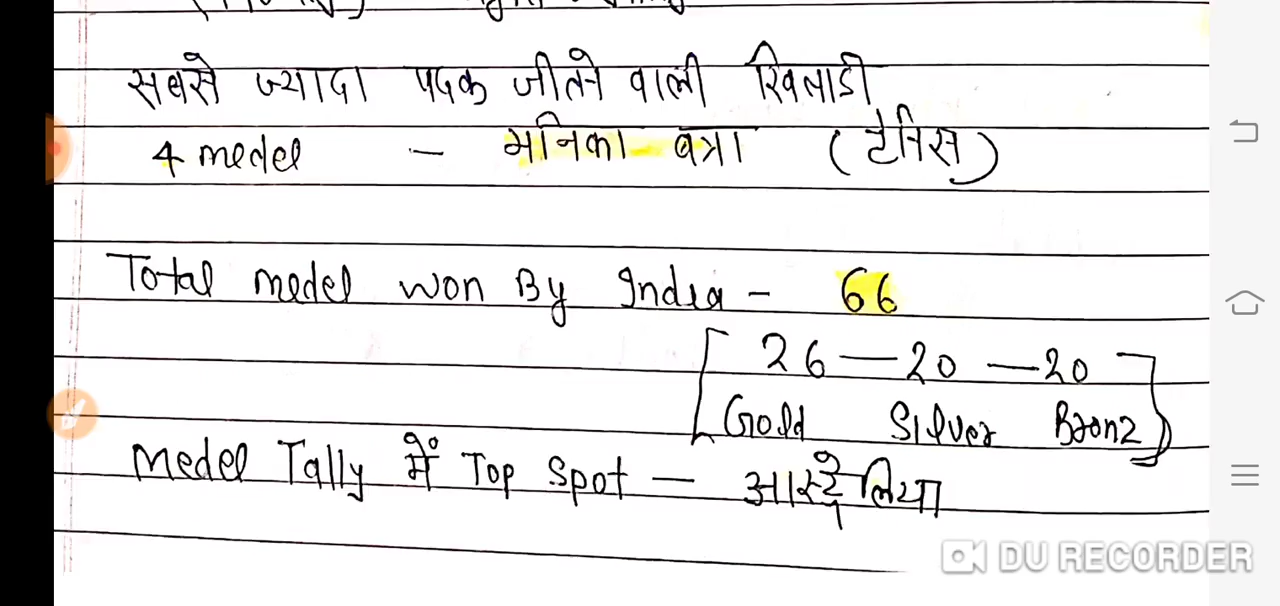 सबसे ज्यादा पदक जीतने वाली खिलाडी
4 medel - मनिका बत्रा (टेनिस)
Total medel won By India - 66
[26 — 20 — 20]
Gold Silver Bronz
Medel Tally में Top Spot — आस्ट्रेलिया
DU RECORDER